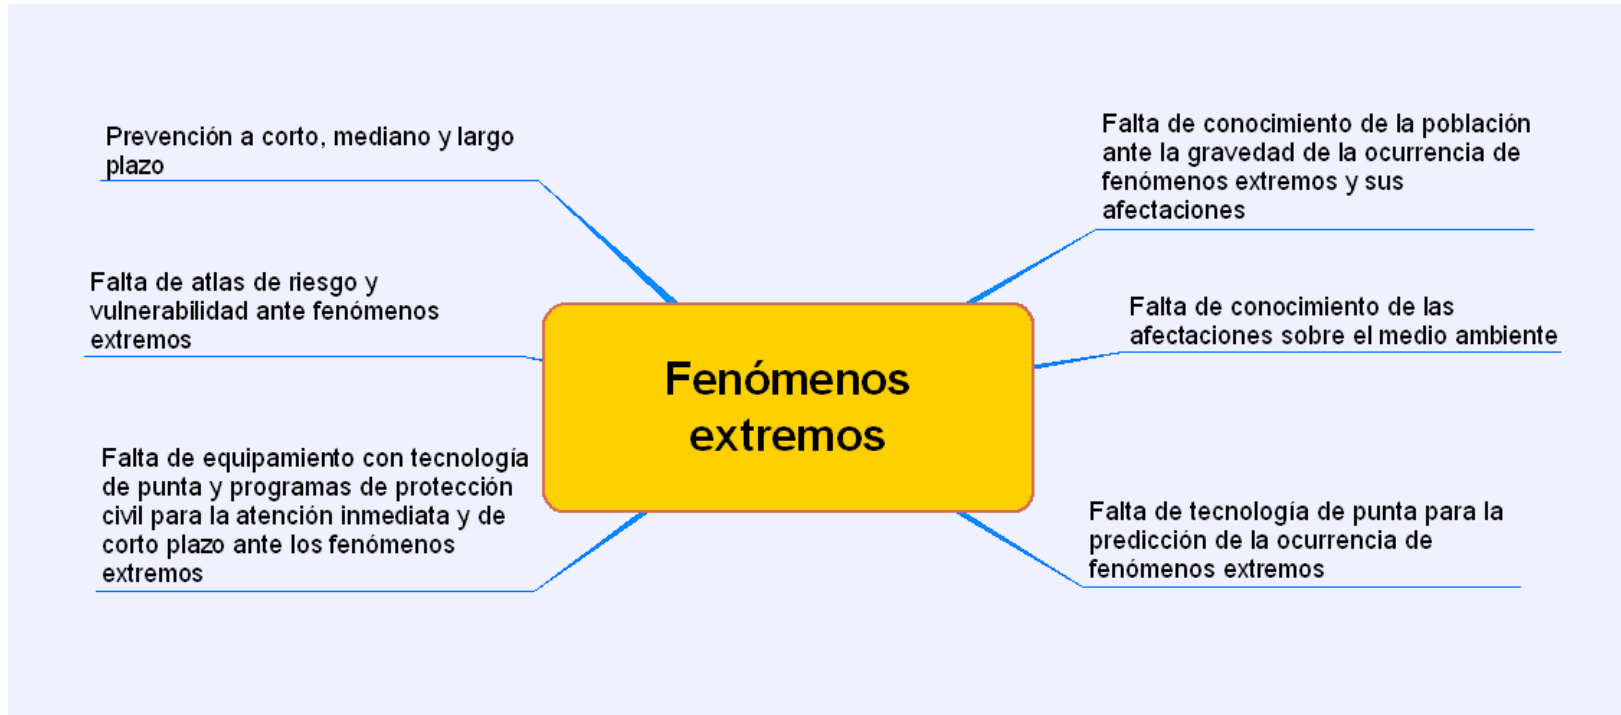 Prevención a corto, mediano y largo
plazo
Falta de atlas de riesgo y
vulnerabilidad ante fenómenos
extremos
Falta de equipamiento con tecnología
de punta y programas de protección
civil para la atención inmediata y de
corto plazo ante los fenómenos
extremos
Fenómenos
extremos
Falta de conocimiento de la población
ante la gravedad de la ocurrencia de
fenómenos extremos y sus
afectaciones
Falta de conocimiento de las
afectaciones sobre el medio ambiente
Falta de tecnología de punta para la
predicción de la ocurrencia de
fenómenos extremos